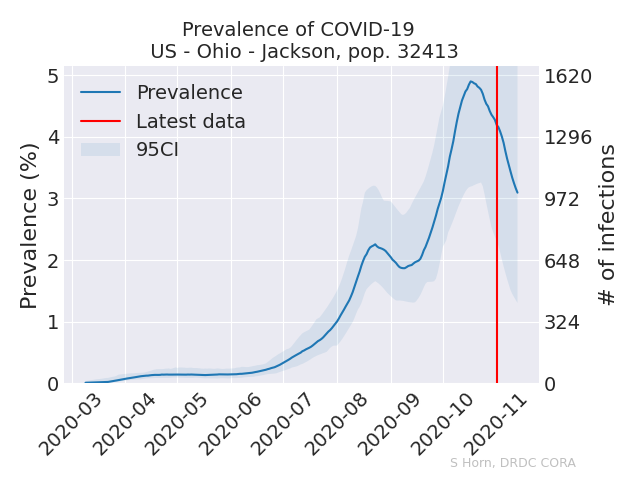 Prevalence of COVID-19
US - Ohio - Jackson, pop. 32413
Prevalence
Latest data
95CI
Prevalence (%)
5
4
3
2
1
0
1620
1296
972
648
324
0
# of infections
2020-03
2020-04
2020-05
2020-06
2020-07
2020-08
2020-09
2020-10
2020-11
S Horn, DRDC CORA